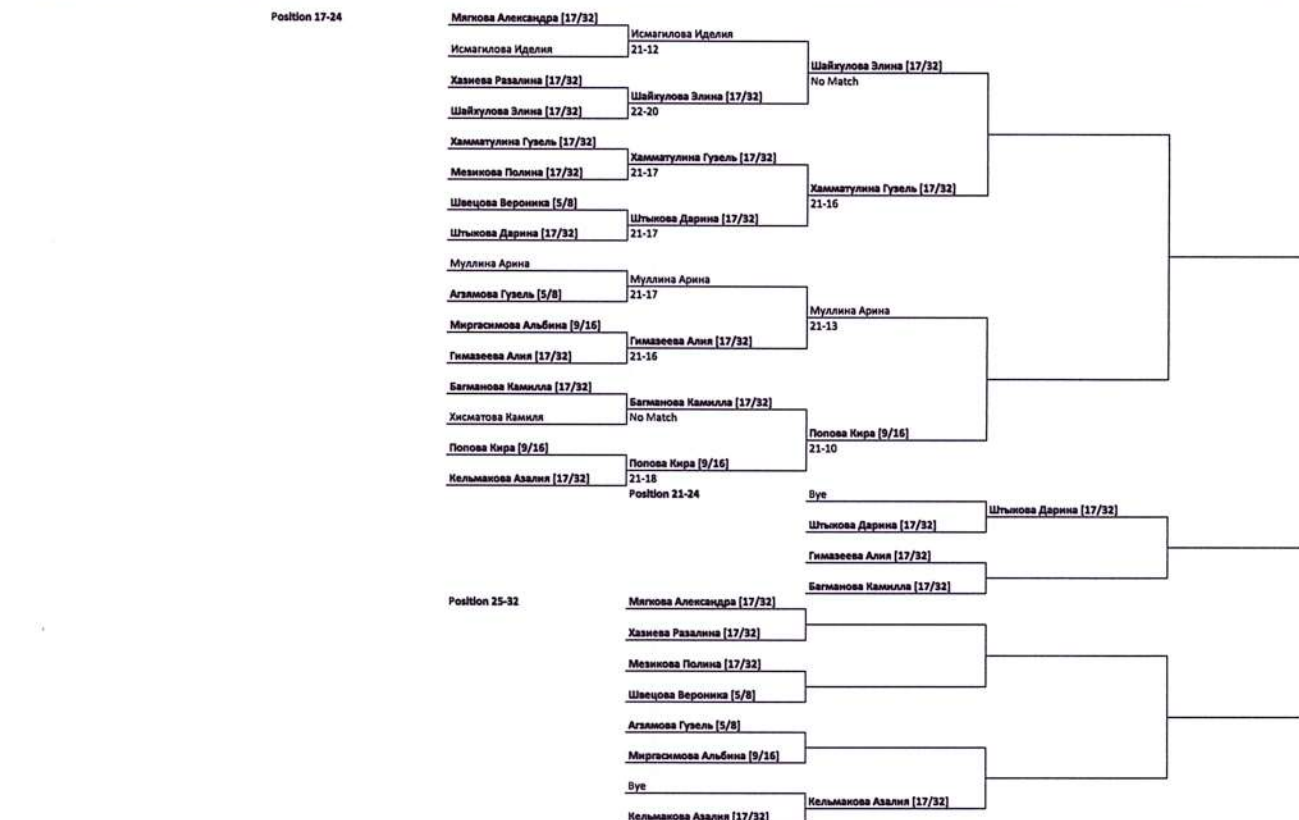 Position 17-24
Мягкова Александра [17/32]
Исмагилова Иделия
Исмагилова Иделия
21-12
Шайхулова Элина [17/32]
No Match
Хазиева Разалина [17/32]
Шайхулова Элина [17/32]
Шайхулова Элина [17/32]
22-20
Хамматулина Гузель [17/32]
Хамматулина Гузель [17/32]
Мезикова Полина [17/32]
21-17
Хамматулина Гузель [17/32]
21-16
Швецова Вероника [5/8]
Штыкова Дарина [17/32]
Штыкова Дарина [17/32]
21-17
Муллина Арина
Муллина Арина
Агзямова Гузель [5/8]
21-17
Муллина Арина
21-13
Миргасимова Альбина [9/16]
Гимазеева Алия [17/32]
Гимазеева Алия [17/32]
21-16
Багманова Камилла [17/32]
Багманова Камилла [17/32]
Хисматова Камиля
No Match
Попова Кира [9/16]
21-10
Попова Кира [9/16]
Попова Кира [9/16]
Кельмакова Азалия [17/32]
21-18
Position 21-24
Bye
Штыкова Дарина [17/32]
Штыкова Дарина [17/32]
Гимазеева Алия [17/32]
Багманова Камилла [17/32]
Position 25-32
Мягкова Александра [17/32]
Хазиева Разалина [17/32]
Мезикова Полина [17/32]
Швецова Вероника [5/8]
Агзямова Гузель [5/8]
Миргасимова Альбина [9/16]
Bye
Кельмакова Азалия [17/32]
Кельмакова Азалия [17/32]